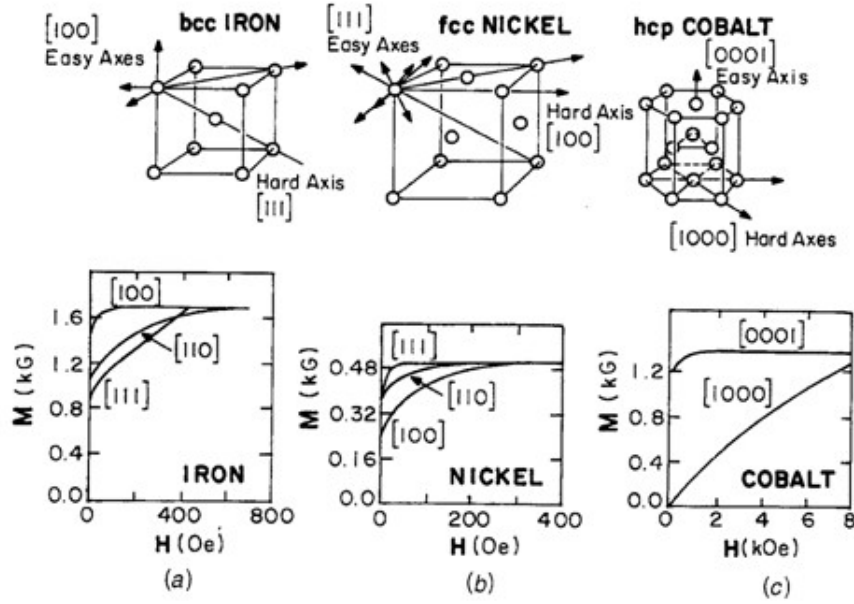 bcc IRON
[100]
Easy Axes
Hard Axis
[111]
fcc NICKEL
[111]
Easy Axes
Hard Axis
[100]
hcp COBALT
[0001]
Easy Axis
[1000] Hard Axes
M (kG)
1.6
1.2
0.8
0.4
0.0
[100]
[110]
[111]
IRON
0 400 800
H (Oe)
(a)
M (kG)
0.48
0.32
0.16
0.0
[111]
[110]
[100]
NICKEL
0 200 400
H (Oe)
(b)
M (kG)
1.2
0.4
0.0
[0001]
[1000]
COBALT
0 2 4 6 8
H(kOe)
(c)